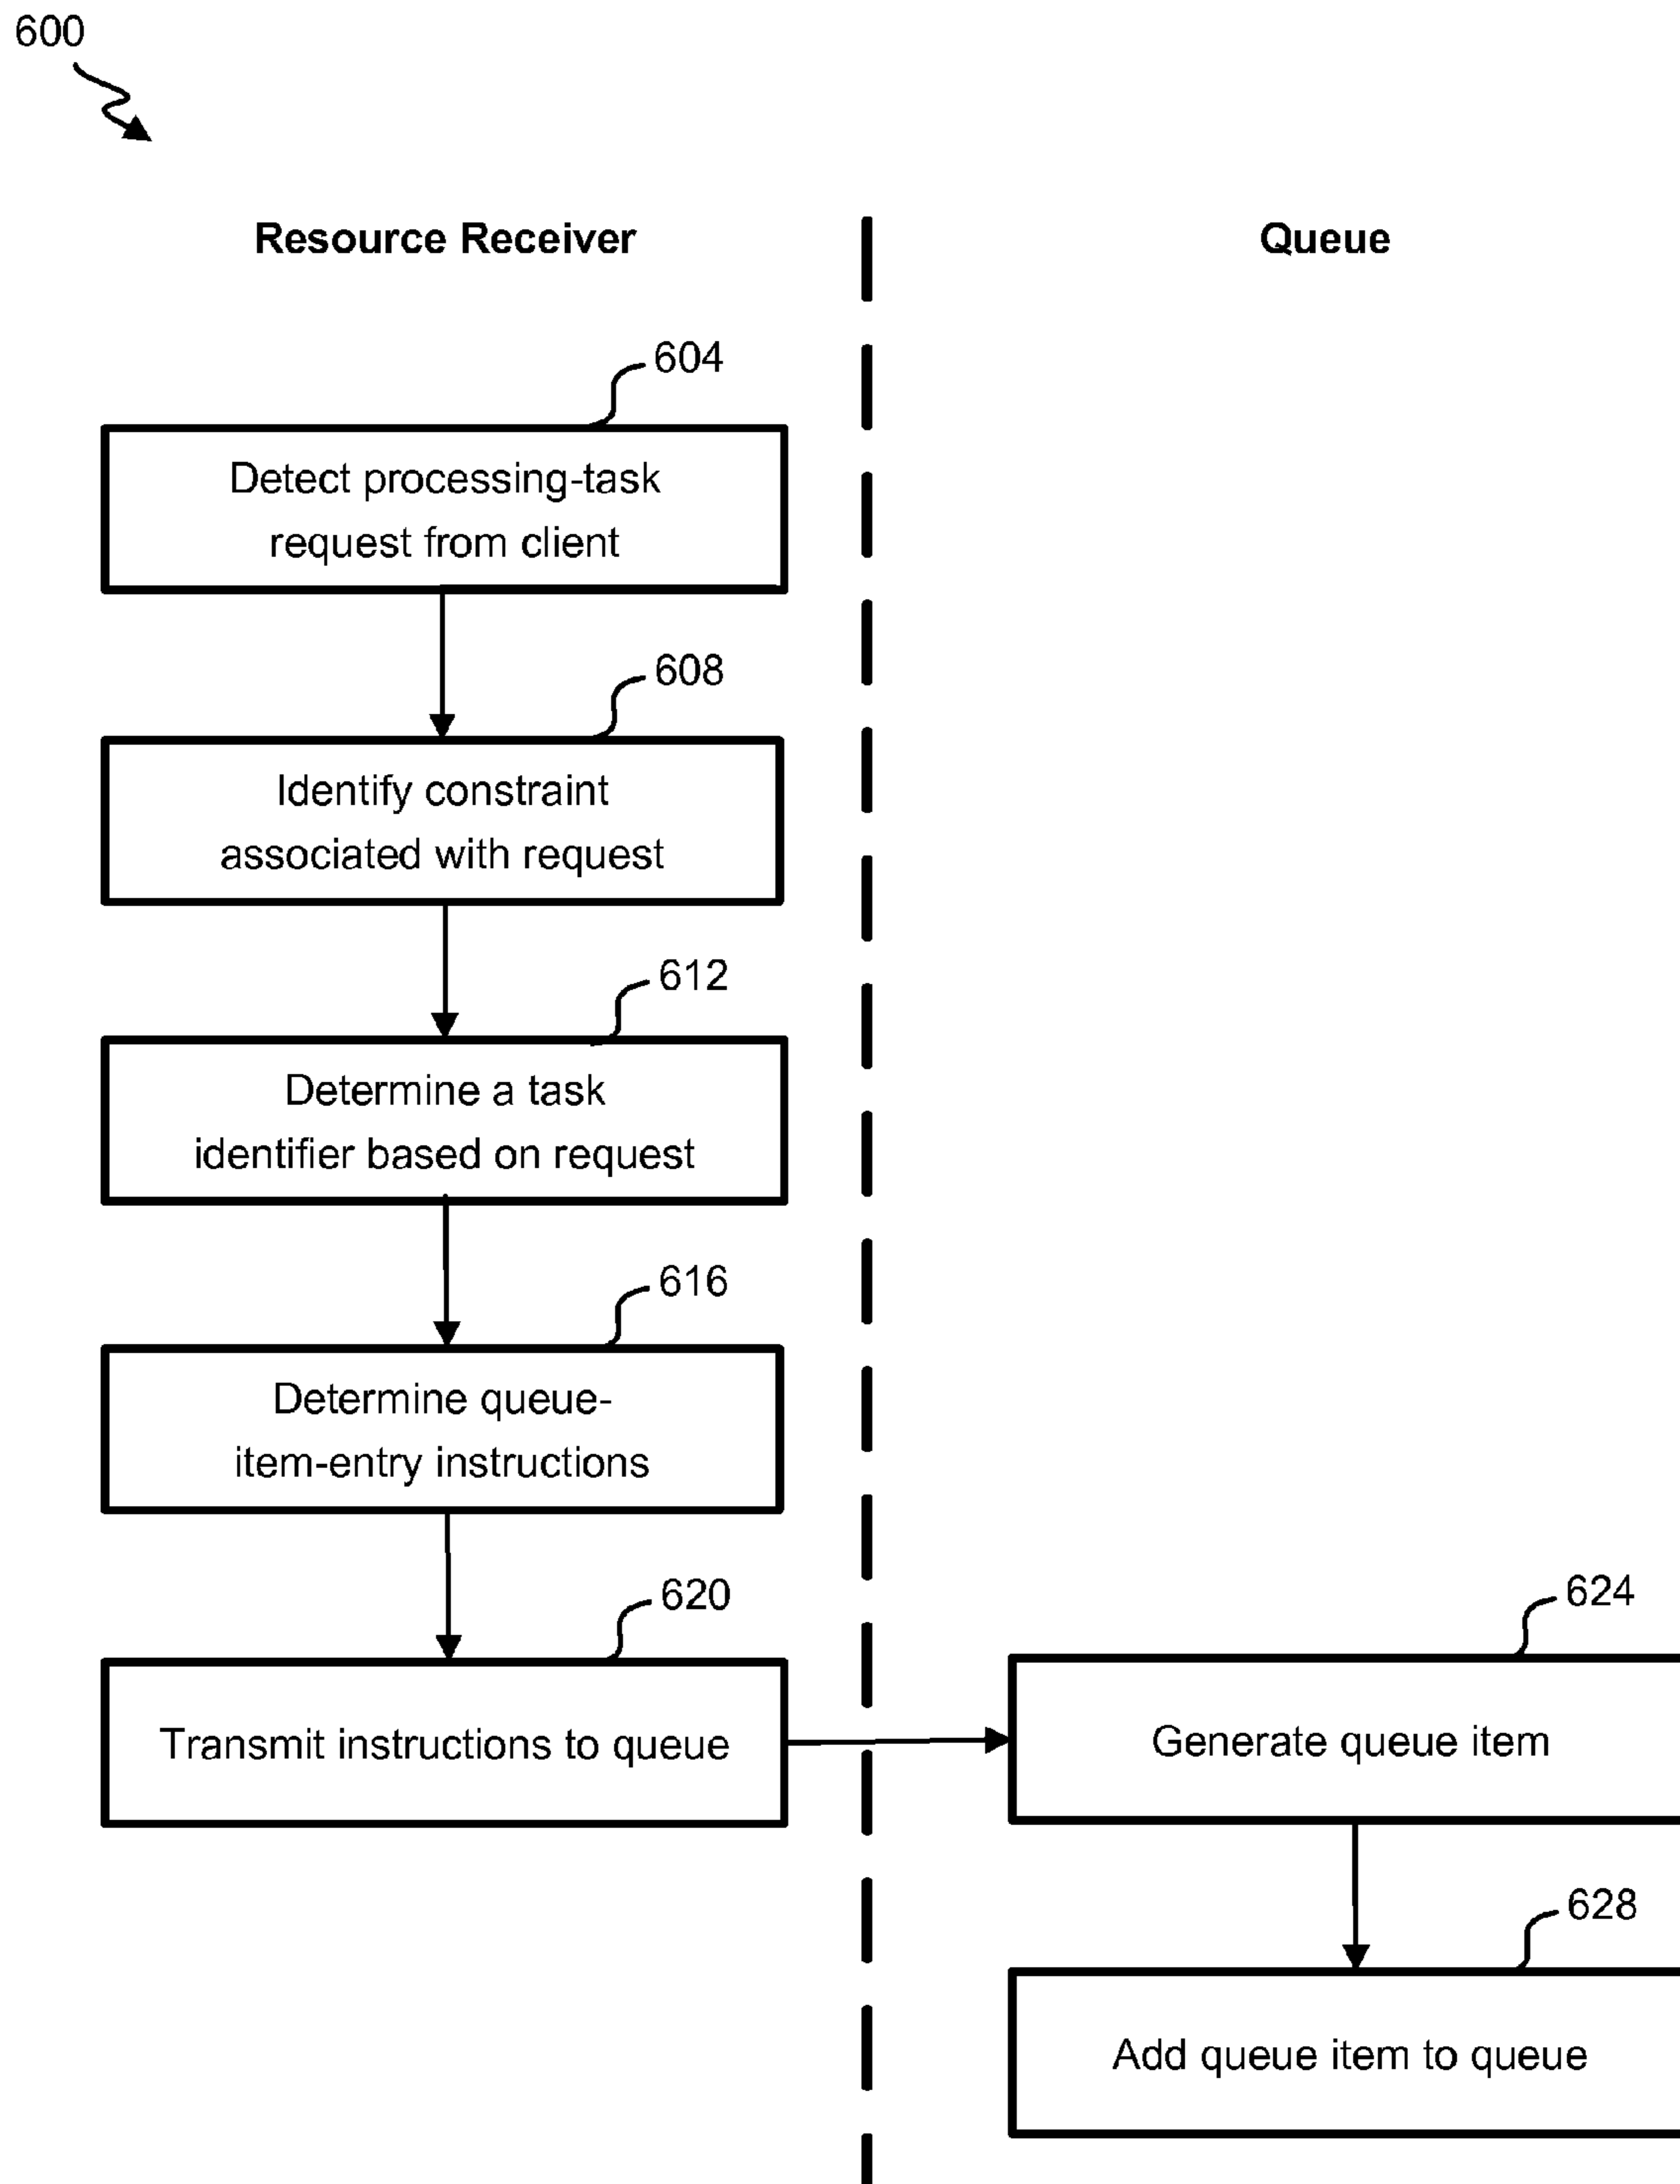 600
Resource Receiver
Queue
604
Detect processing-task
request from client
608
Identify constraint
associated with request
612
Determine a task
identifier based on request
616
Determine queue-
item-entry instructions
620
Transmit instructions to queue
624
Generate queue item
628
Add queue item to queue